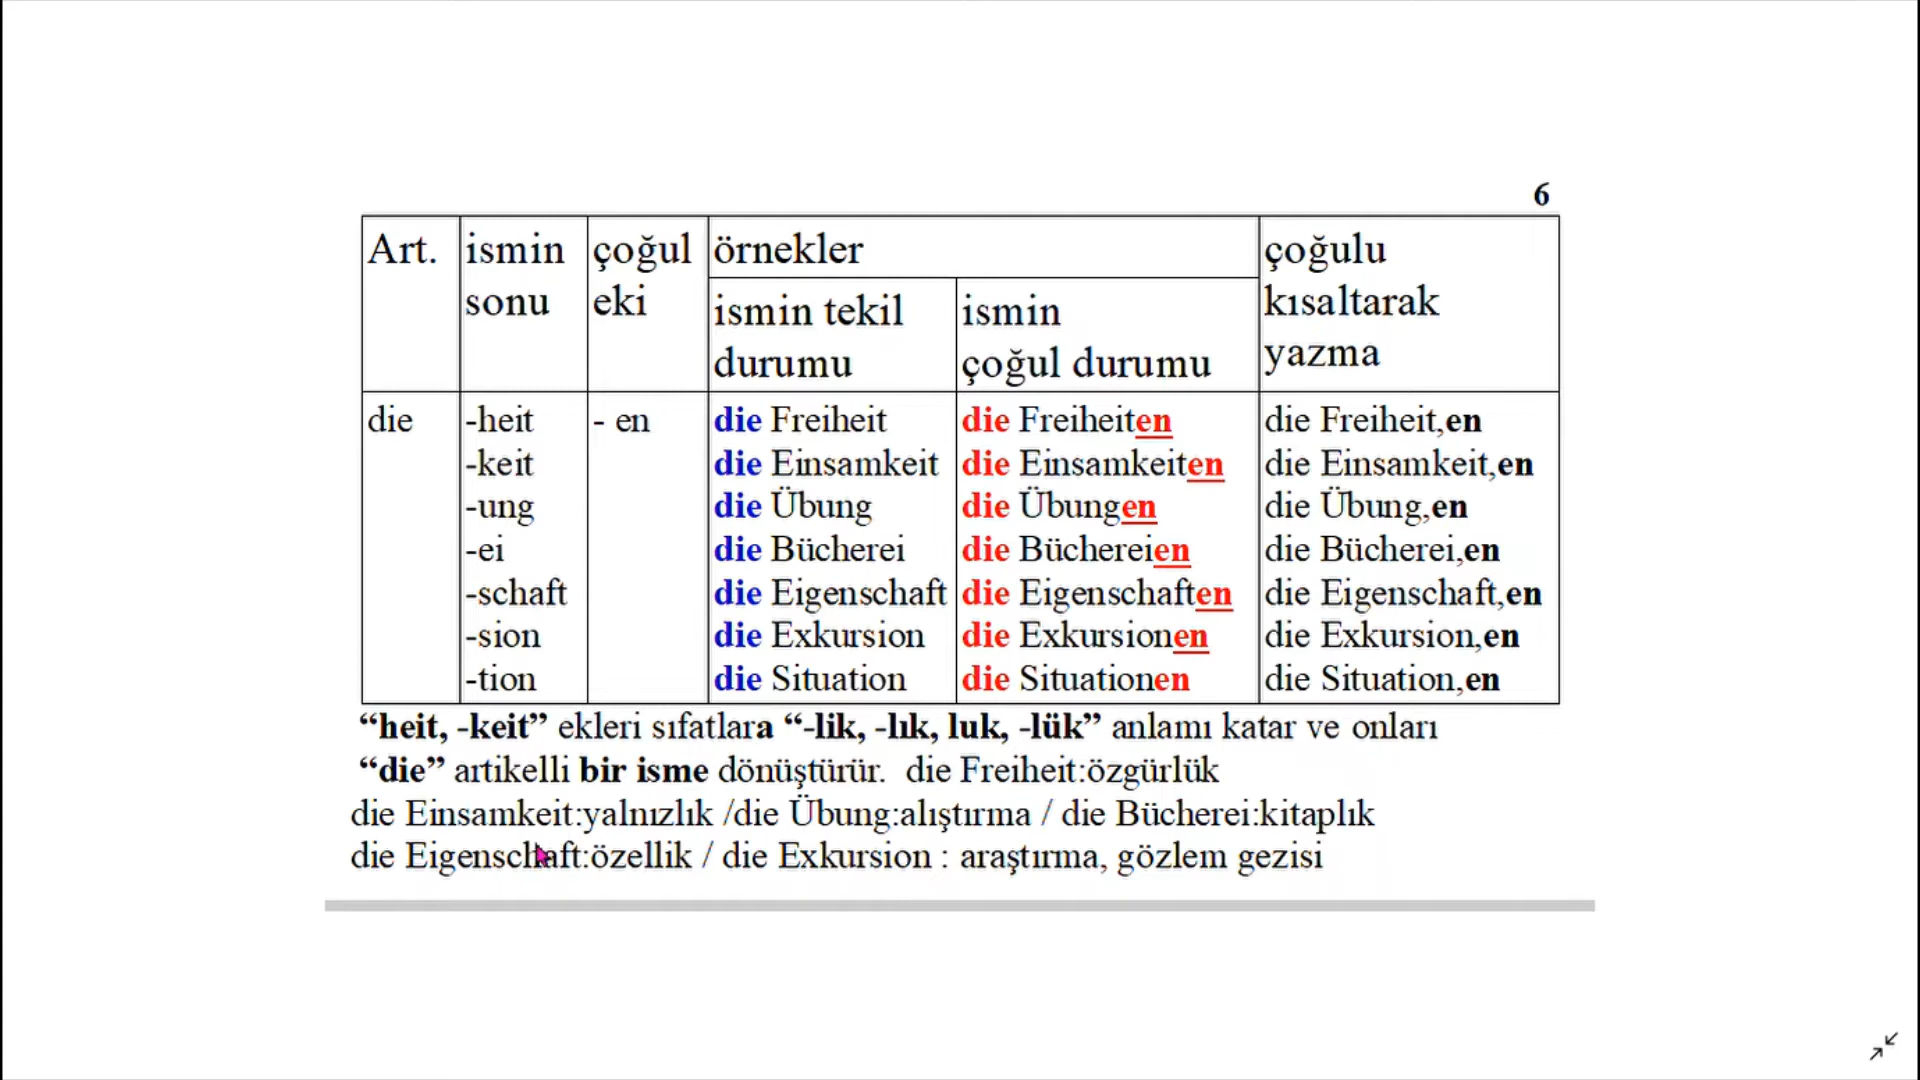 6
Art. ismin sonu çoğul eki örnekler çoğulu kısaltarak yazma
ismin tekil durumu ismin çoğul durumu
die -heit - en die Freiheit die Freiheiten die Freiheit,en
-keit die Einsamkeit die Einsamkeiten die Einsamkeit,en
-ung die Übung die Übungen die Übung,en
-ei die Bücherei die Büchereien die Bücherei,en
-schaft die Eigenschaft die Eigenschaften die Eigenschaft,en
-sion die Exkursion die Exkursionen die Exkursion,en
-tion die Situation die Situationen die Situation,en
“heit, -keit” ekleri sıfatlara “-lik, -lık, luk, -lük” anlamı katar ve onları
“die” artikelli bir isme dönüştürür. die Freiheit:özgürlük
die Einsamkeit:yalnızlık /die Übung:alıştırma / die Bücherei:kitaplık
die Eigenschaft:özellik / die Exkursion : araştırma, gözlem gezisi